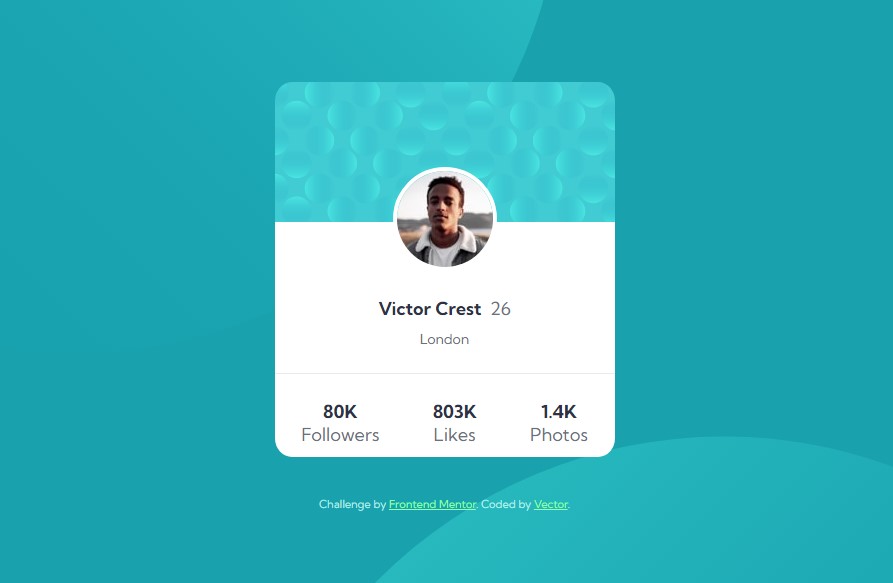 Victor Crest 26
London
80K 803K 1.4K
Followers Likes Photos
Challenge by Frontend Mentor. Coded by Vector.